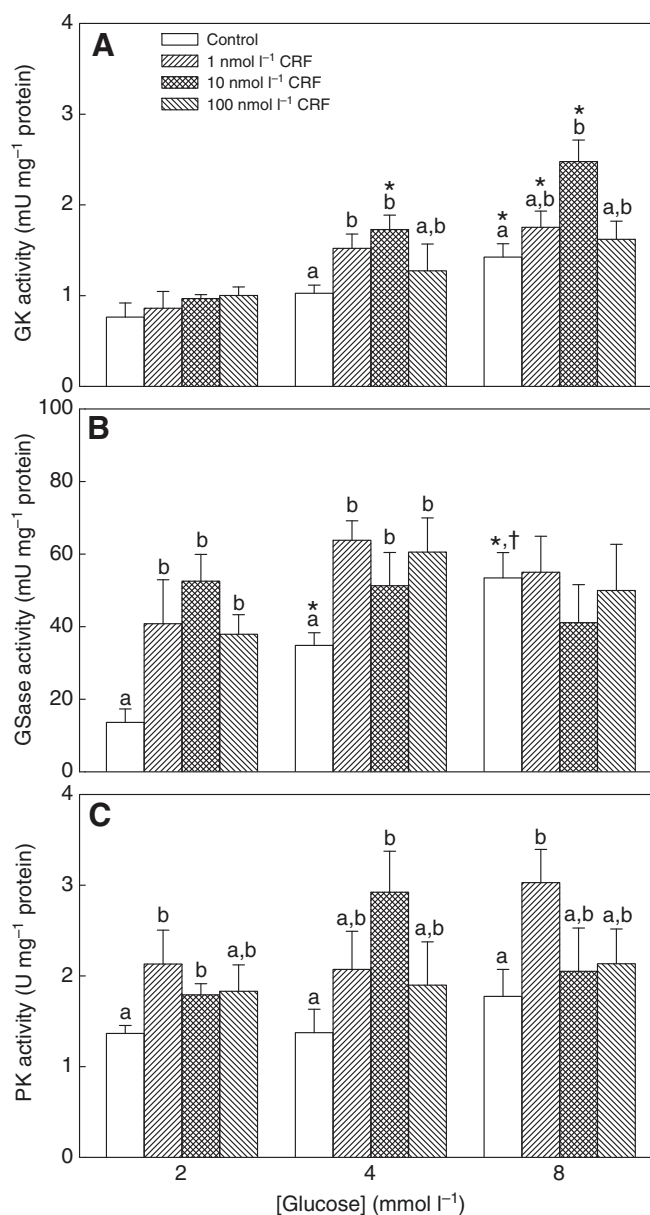 A
Control
1 nmol l⁻¹ CRF
10 nmol l⁻¹ CRF
100 nmol l⁻¹ CRF
GK activity (mU mg⁻¹ protein)
4
3
2
1
0
a
b
*
b
a,b
*
a
*
a,b
*
b
a,b
B
GSase activity (mU mg⁻¹ protein)
100
80
60
40
20
0
a
b
b
b
*
a
b
b
b
*,†
C
PK activity (U mg⁻¹ protein)
4
3
2
1
0
a
b
b
a,b
a
a,b
b
a,b
a
b
a,b
a,b
2 4 8
[Glucose] (mmol l⁻¹)